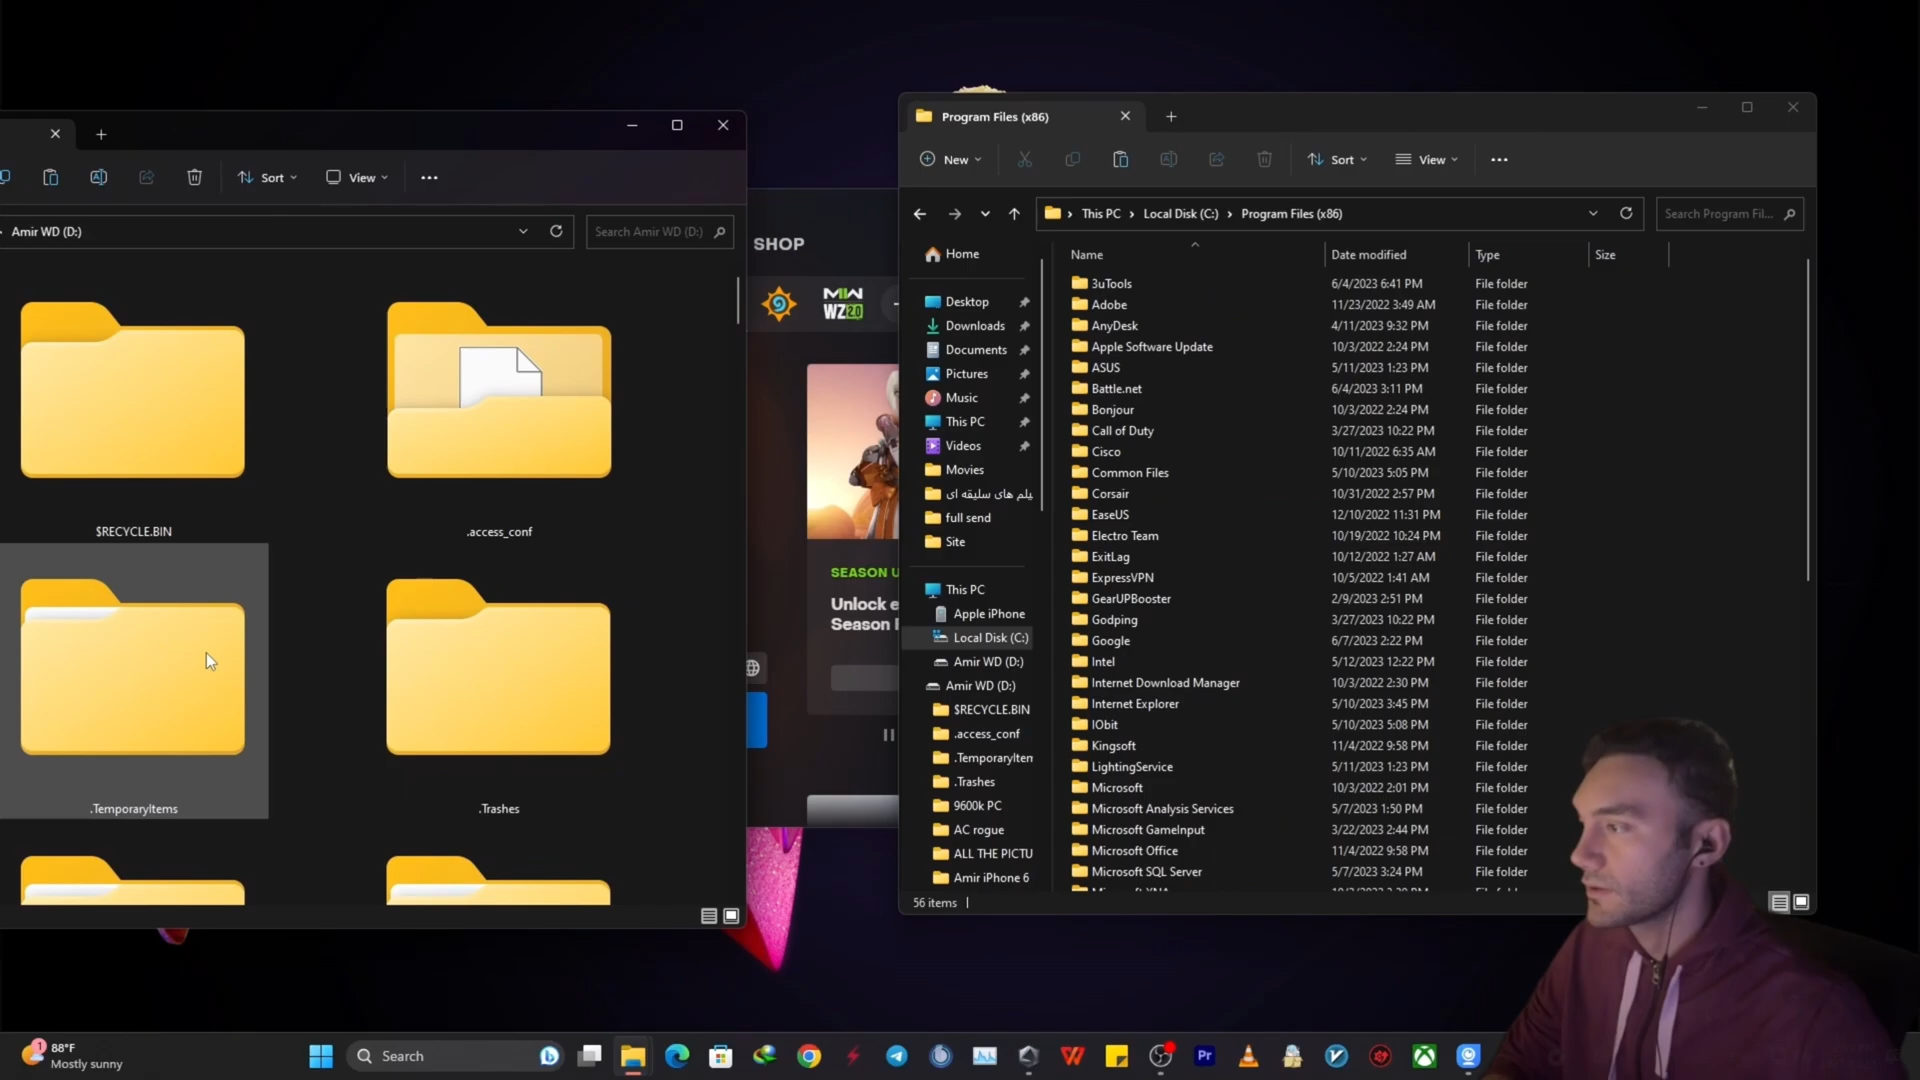 Sort
View
Amir WD (D:)
Search Amir WD (D:)
$RECYCLE.BIN
.access_conf
.TemporaryItems
.Trashes
SHOP
MW
WZ 2.0
SEASON U
Unlock e
Season
Program Files (x86)
New
Sort
View
This PC
Local Disk (C:)
Program Files (x86)
Search Program Fil...
Home
Desktop
Downloads
Documents
Pictures
Music
This PC
Videos
Movies
یلم های سلیقه ای
full send
Site
This PC
Apple iPhone
Local Disk (C:)
Amir WD (D:)
Amir WD (D:)
$RECYCLE.BIN
.access_conf
.TemporaryItem
.Trashes
9600k PC
AC rogue
ALL THE PICTU
Amir iPhone 6
Name Date modified Type Size
3uTools 6/4/2023 6:41 PM File folder
Adobe 11/23/2022 3:49 AM File folder
AnyDesk 4/11/2023 9:32 PM File folder
Apple Software Update 10/3/2022 2:24 PM File folder
ASUS 5/11/2023 1:23 PM File folder
Battle.net 6/4/2023 3:11 PM File folder
Bonjour 10/3/2022 2:24 PM File folder
Call of Duty 3/27/2023 10:22 PM File folder
Cisco 10/11/2022 6:35 AM File folder
Common Files 5/10/2023 5:05 PM File folder
Corsair 10/31/2022 2:57 PM File folder
EaseUS 12/10/2022 11:31 PM File folder
Electro Team 10/19/2022 10:24 PM File folder
ExitLag 10/12/2022 1:27 AM File folder
ExpressVPN 10/5/2022 1:41 AM File folder
GearUPBooster 2/9/2023 2:51 PM File folder
Godping 3/27/2023 10:22 PM File folder
Google 6/7/2023 2:22 PM File folder
Intel 5/12/2023 12:22 PM File folder
Internet Download Manager 10/3/2022 2:30 PM File folder
Internet Explorer 5/10/2023 3:45 PM File folder
IObit 5/10/2023 5:08 PM File folder
Kingsoft 11/4/2022 9:58 PM File folder
LightingService 5/11/2023 1:23 PM File folder
Microsoft 10/3/2022 2:01 PM File folder
Microsoft Analysis Services 5/7/2023 1:50 PM File folder
Microsoft GameInput 3/22/2023 2:44 PM File folder
Microsoft Office 11/4/2022 9:58 PM File folder
Microsoft SQL Server 5/7/2023 3:24 PM File folder
56 items
1
88°F
Mostly sunny
Search
Pr